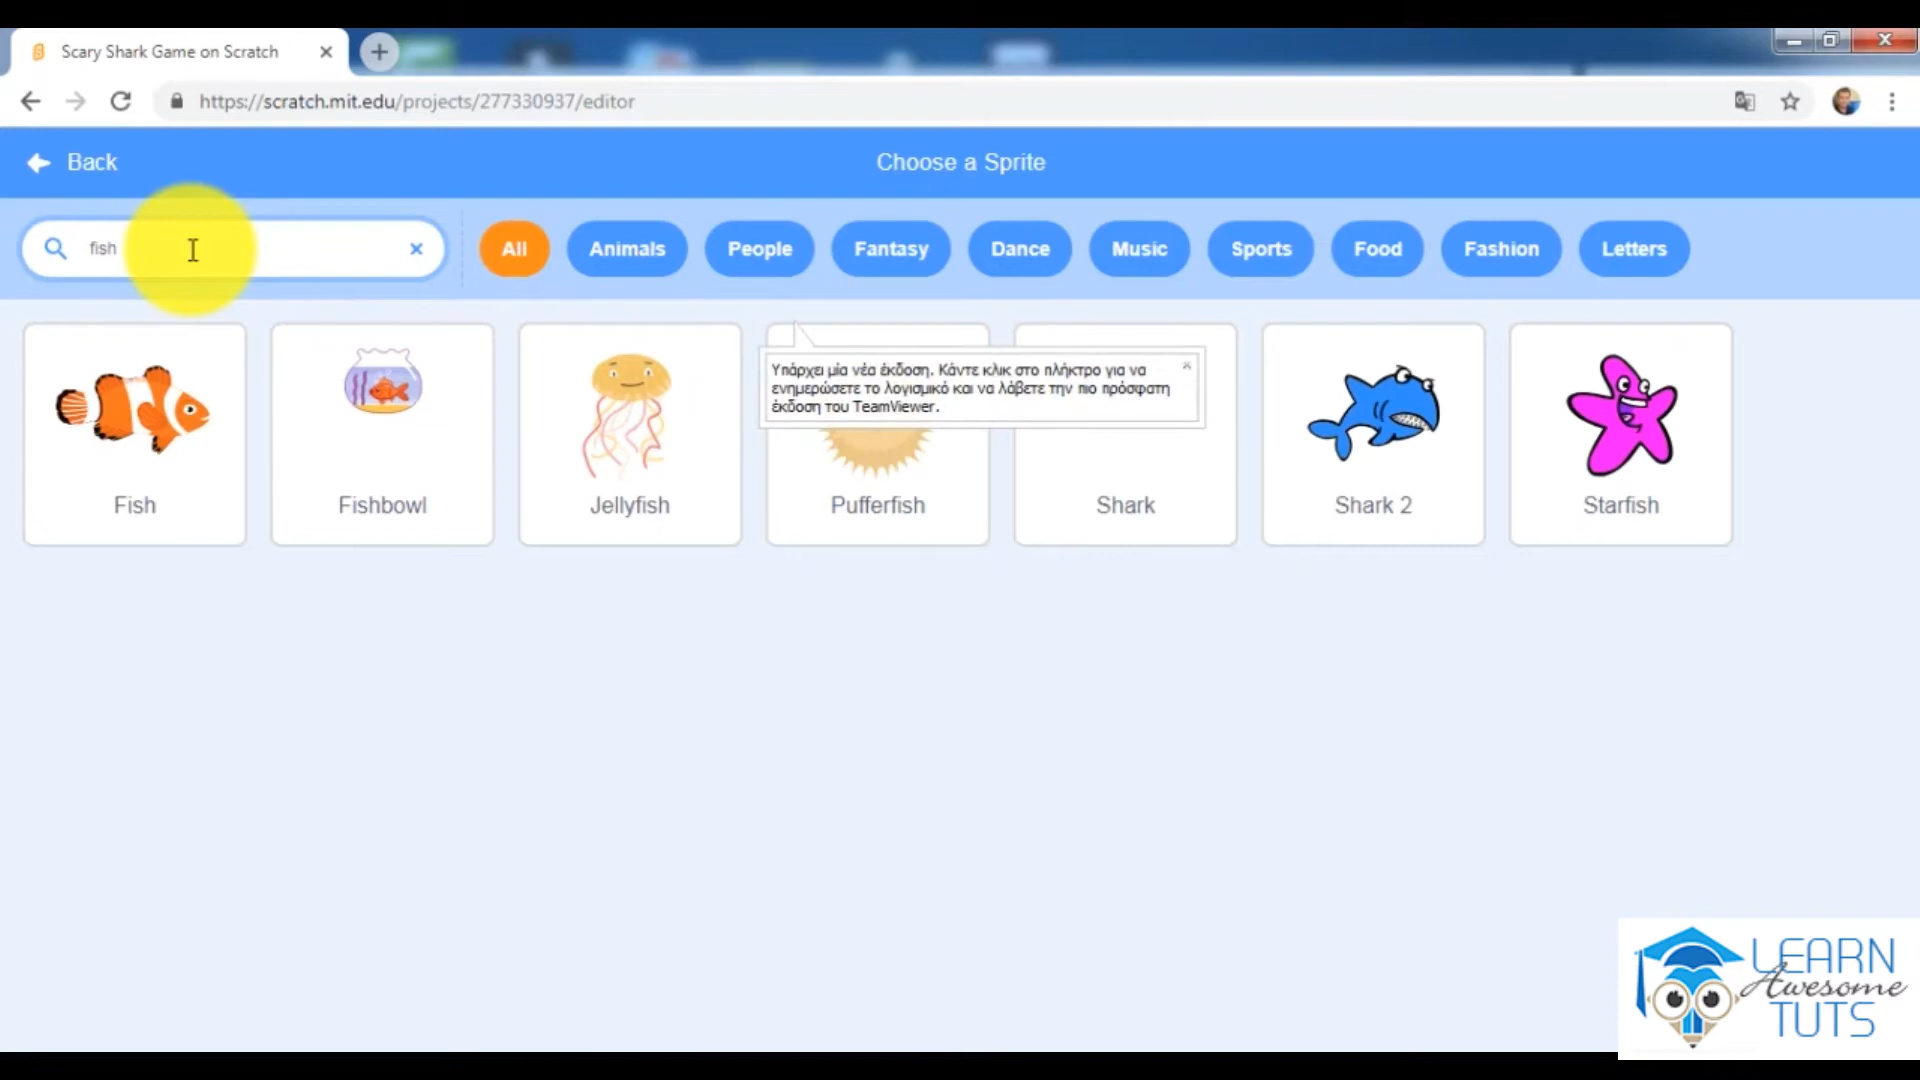 Scary Shark Game on Scratch
https://scratch.mit.edu/projects/277330937/editor
Back
Choose a Sprite
fish
All
Animals
People
Fantasy
Dance
Music
Sports
Food
Fashion
Letters
Υπάρχει μία νέα έκδοση. Κάντε κλικ στο πλήκτρο για να
ενημερώσετε το λογισμικό και να λάβετε την πιο πρόσφατη
έκδοση του TeamViewer.
Fish
Fishbowl
Jellyfish
Pufferfish
Shark
Shark 2
Starfish
LEARN
Awesome
TUTS